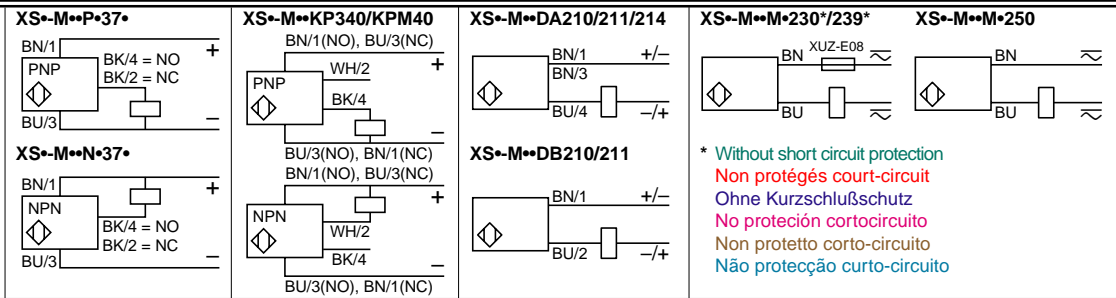 XS•-M••P•37•
BN/1
+
PNP
BK/4 = NO
BK/2 = NC
BU/3
–
XS•-M••N•37•
BN/1
+
NPN
BK/4 = NO
BK/2 = NC
BU/3
–
XS•-M••KP340/KPM40
BN/1(NO), BU/3(NC)
+
PNP
WH/2
BK/4
–
BU/3(NO), BN/1(NC)
BN/1(NO), BU/3(NC)
+
NPN
WH/2
BK/4
–
BU/3(NO), BN/1(NC)
XS•-M••DA210/211/214
BN/1 +/–
BN/3
BU/4 –/+
XS•-M••DB210/211
BN/1 +/–
BU/2 –/+
XS•-M••M•230*/239*
BN XUZ-E08
BU
XS•-M••M•250
BN
BU
* Without short circuit protection
Non protégés court-circuit
Ohne Kurzschlußschutz
No proteción cortocircuito
Non protetto corto-circuito
Não protecção curto-circuito